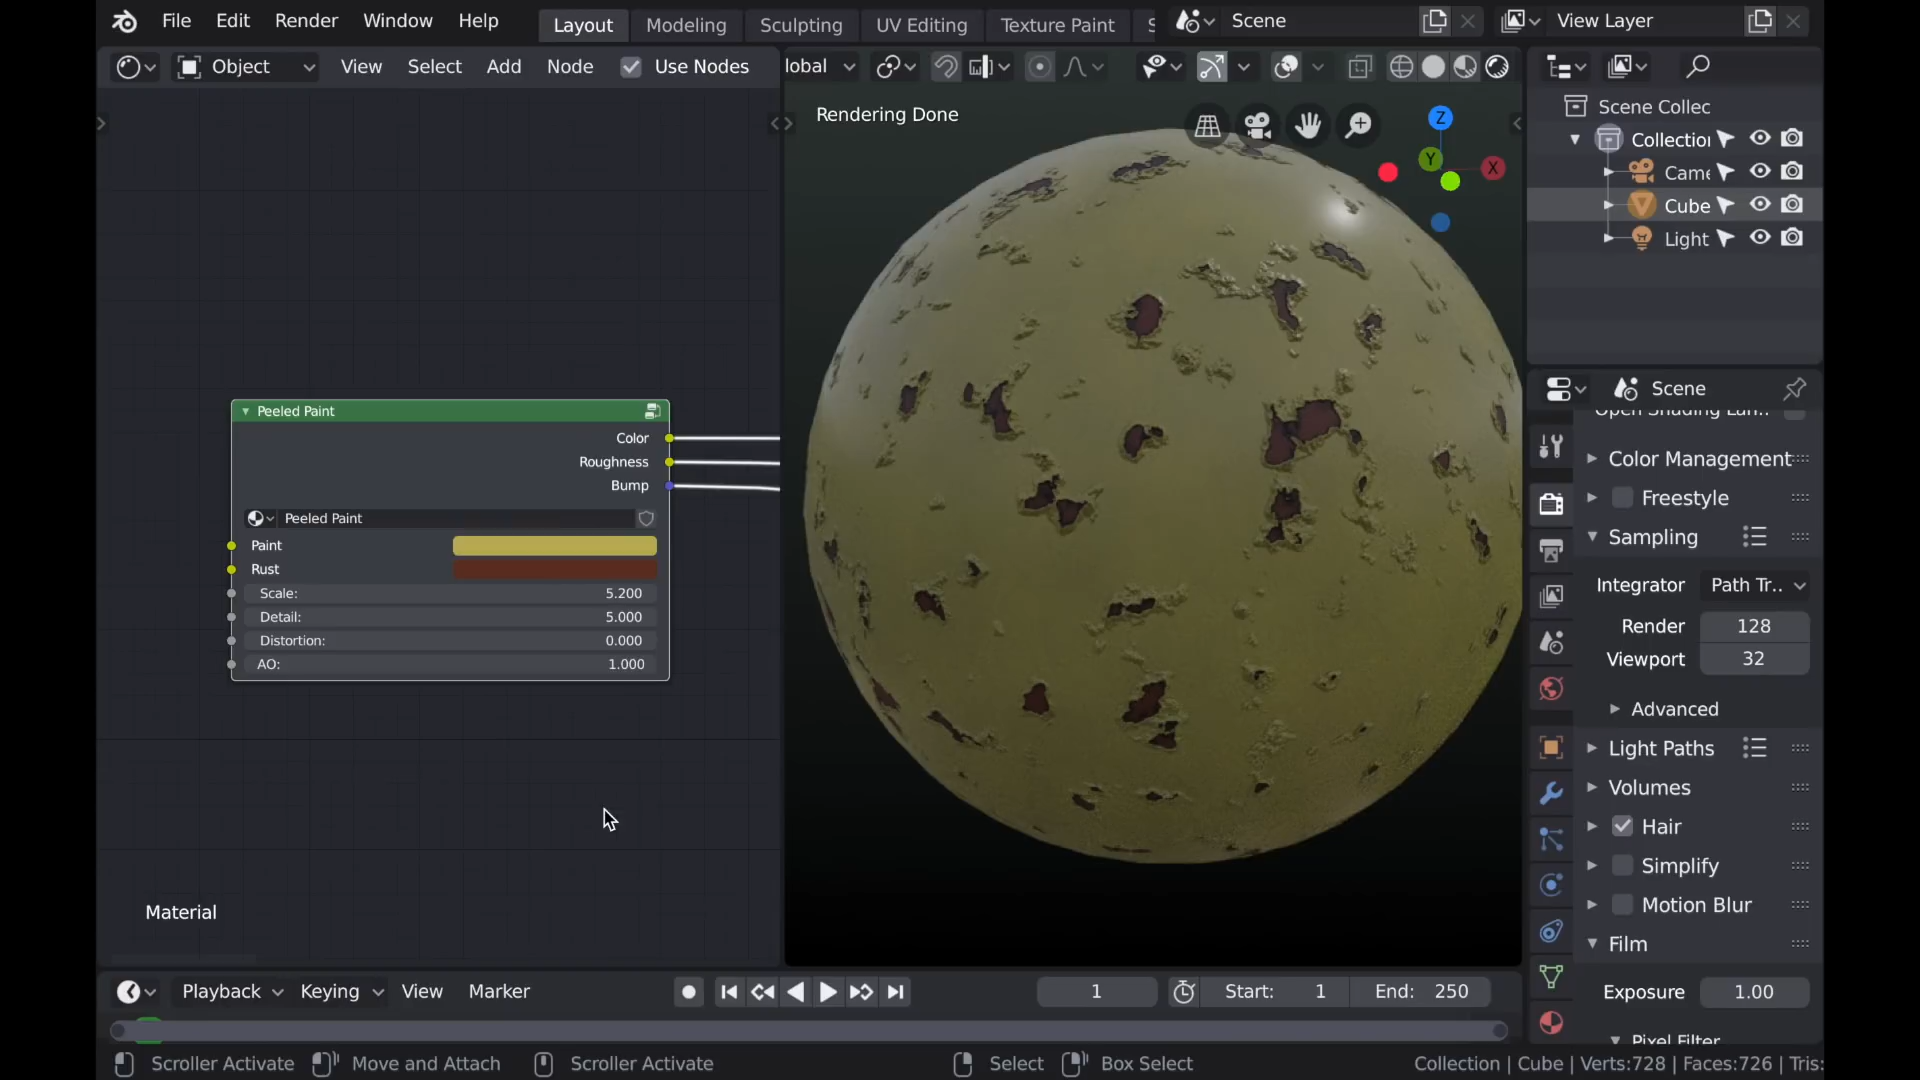 File Edit Render Window Help Layout Modeling Sculpting UV Editing Texture Paint S Scene View Layer
Object View Select Add Node Use Nodes lobal
Rendering Done
Z
Y
X
Scene Collec
Collectio
Came
Cube
Light
Scene
Open Shading Lan..
Color Management
Freestyle
Sampling
Integrator Path Tr..
Render 128
Viewport 32
Advanced
Light Paths
Volumes
Hair
Simplify
Motion Blur
Film
Exposure 1.00
Pixel Filter
Peeled Paint
Color
Roughness
Bump
Peeled Paint
Paint
Rust
Scale: 5.200
Detail: 5.000
Distortion: 0.000
AO: 1.000
Material
Playback Keying View Marker 1 Start: 1 End: 250
Scroller Activate Move and Attach Scroller Activate Select Box Select Collection | Cube | Verts:728 | Faces:726 | Tris: